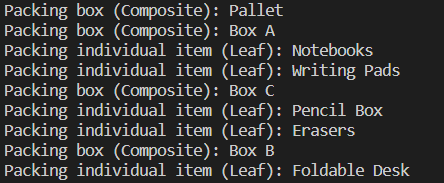 Packing box (Composite): Pallet
Packing box (Composite): Box A
Packing individual item (Leaf): Notebooks
Packing individual item (Leaf): Writing Pads
Packing box (Composite): Box C
Packing individual item (Leaf): Pencil Box
Packing individual item (Leaf): Erasers
Packing box (Composite): Box B
Packing individual item (Leaf): Foldable Desk